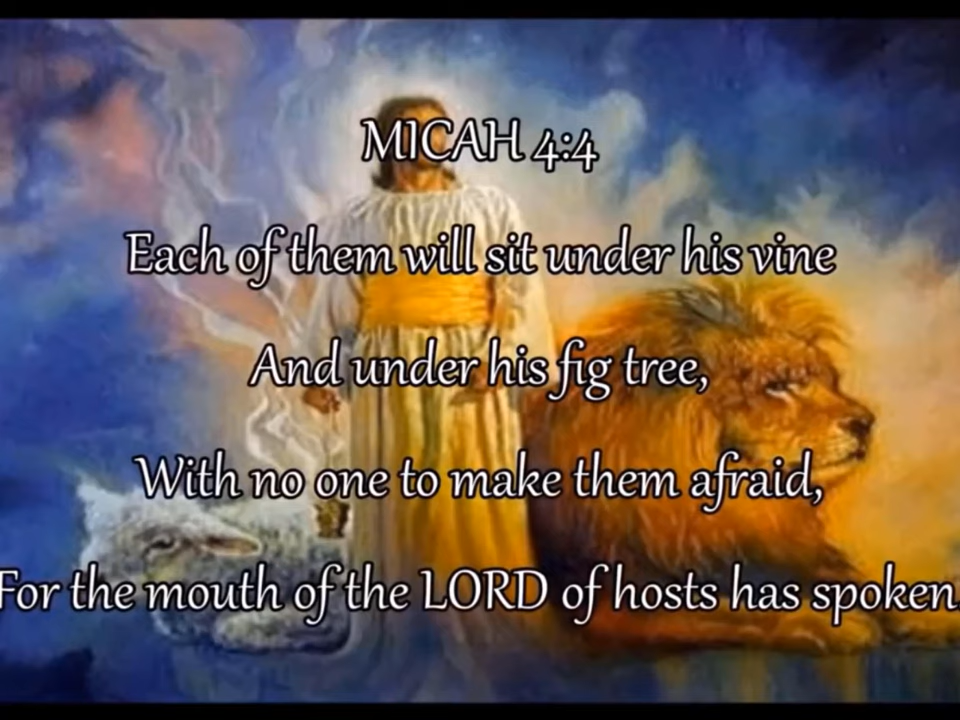 MICAH 4:4
Each of them will sit under his vine
And under his fig tree,
With no one to make them afraid,
For the mouth of the LORD of hosts has spoken.